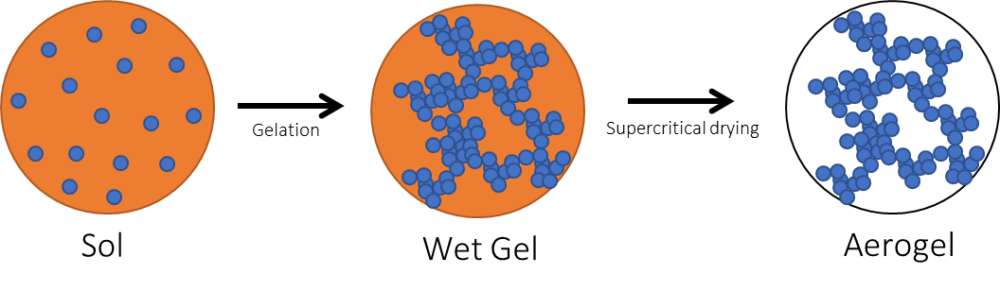 Gelation
Supercritical drying
Sol
Wet Gel
Aerogel